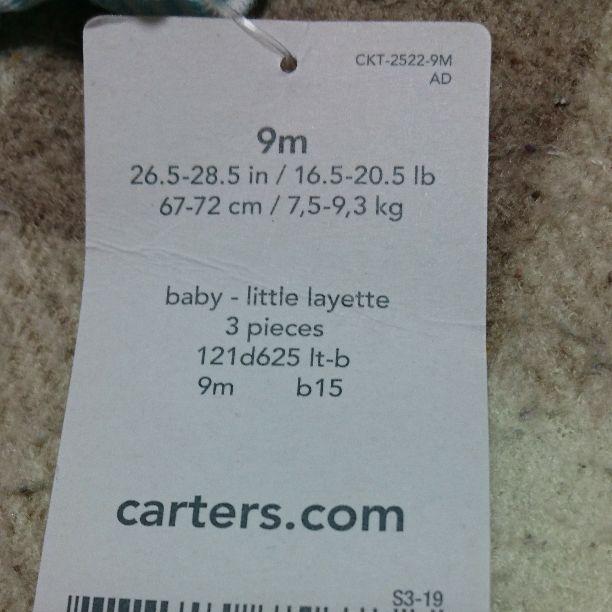 CKT-2522-9M
AD
9m
26.5-28.5 in / 16.5-20.5 lb
67-72 cm / 7,5-9,3 kg
baby - little layette
3 pieces
121d625 lt-b
9m b15
carters.com
S3-19